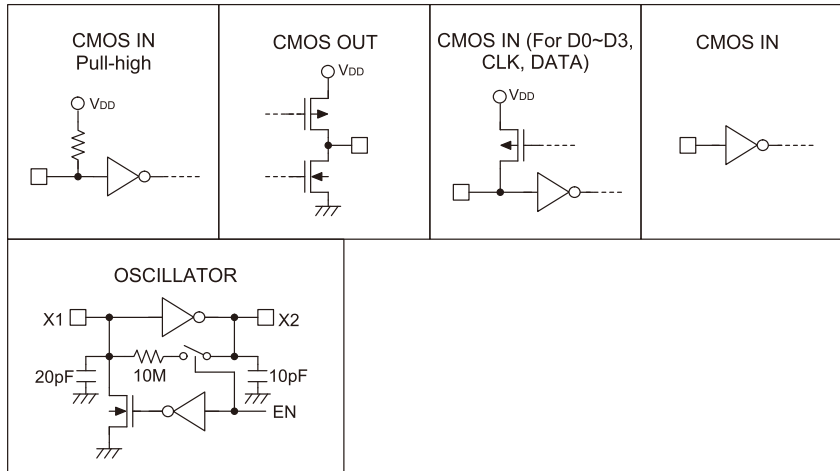 CMOS IN
Pull-high
VDD
CMOS OUT
VDD
CMOS IN (For D0~D3,
CLK, DATA)
VDD
CMOS IN
OSCILLATOR
X1
X2
20pF
10M
10pF
EN